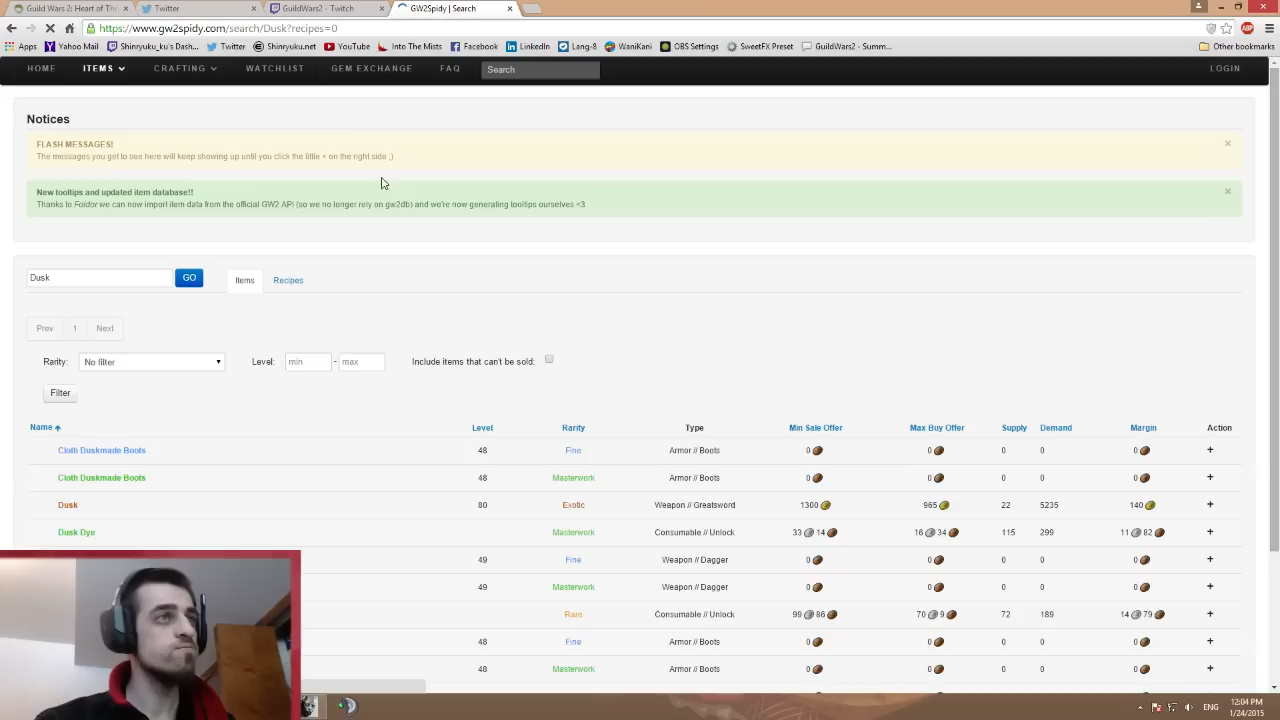 Guild Wars 2: Heart of The
Twitter
GuildWars2 - Twitch
GW2Spidy | Search
https://www.gw2spidy.com/search/Dusk?recipes=0
Apps Yahoo Mail Shinryuku_ku's Dash... Twitter Shinryuku.net YouTube Into The Mists Facebook LinkedIn Lang-8 WaniKani OBS Settings SweetFX Preset GuildWars2 - Summ... Other bookmarks
HOME ITEMS CRAFTING WATCHLIST GEM EXCHANGE FAQ Search LOGIN
Notices
FLASH MESSAGES! ×
The messages you get to see here will keep showing up until you click the little × on the right side ;)
New tooltips and updated item database!! ×
Thanks to Foldor we can now import item data from the official GW2 API (so we no longer rely on gw2db) and we're now generating tooltips ourselves <3
Dusk GO Items Recipes
Prev 1 Next
Rarity: No filter Level: min - max Include items that can't be sold:
Filter
Name Level Rarity Type Min Sale Offer Max Buy Offer Supply Demand Margin Action
Cloth Duskmade Boots 48 Fine Armor // Boots 0 0 0 0 0 +
Cloth Duskmade Boots 48 Masterwork Armor // Boots 0 0 0 0 0 +
Dusk 80 Exotic Weapon // Greatsword 1300 965 22 5235 140 +
Dusk Dye Masterwork Consumable // Unlock 33 14 16 34 115 299 11 82 +
49 Fine Weapon // Dagger 0 0 0 0 0 +
49 Masterwork Weapon // Dagger 0 0 0 0 0 +
Rare Consumable // Unlock 99 86 70 9 72 189 14 79 +
48 Fine Armor // Boots 0 0 0 0 0 +
48 Masterwork Armor // Boots 0 0 0 0 0 +
ENG
12:04 PM
1/24/2015